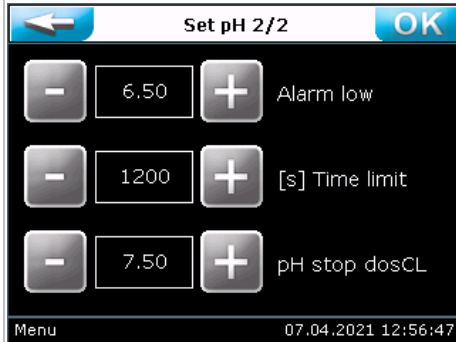 Set pH 2/2 OK
- 6.50 + Alarm low
- 1200 + [s] Time limit
- 7.50 + pH stop dosCL
Menu 07.04.2021 12:56:47